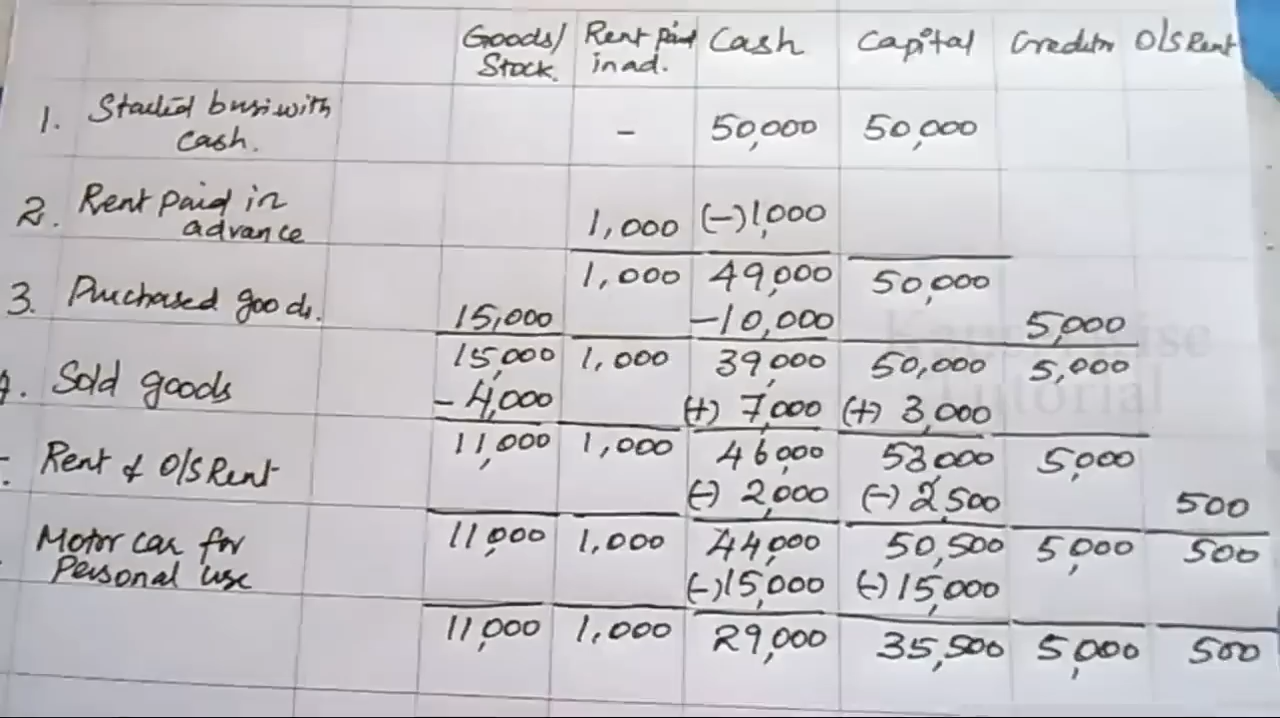 Goods/ Rent paid Cash Capital Creditor O/S Rent
Stock. in ad.
1. Started busi with
cash. - 50,000 50,000
2. Rent paid in
advance 1,000 (-) 1,000
1,000 49,000 50,000
3. Purchased goods. 15,000 -10,000 5,000
15,000 1,000 39,000 50,000 5,000
4. Sold goods -4,000 (+) 7,000 (+) 3,000
11,000 1,000 46,000 53,000 5,000
Rent & O/S Rent (-) 2,000 (-) 2,500 500
11,000 1,000 44,000 50,500 5,000 500
Motor car for
Personal use (-) 15,000 (-) 15,000
11,000 1,000 29,000 35,500 5,000 500
Tutorial